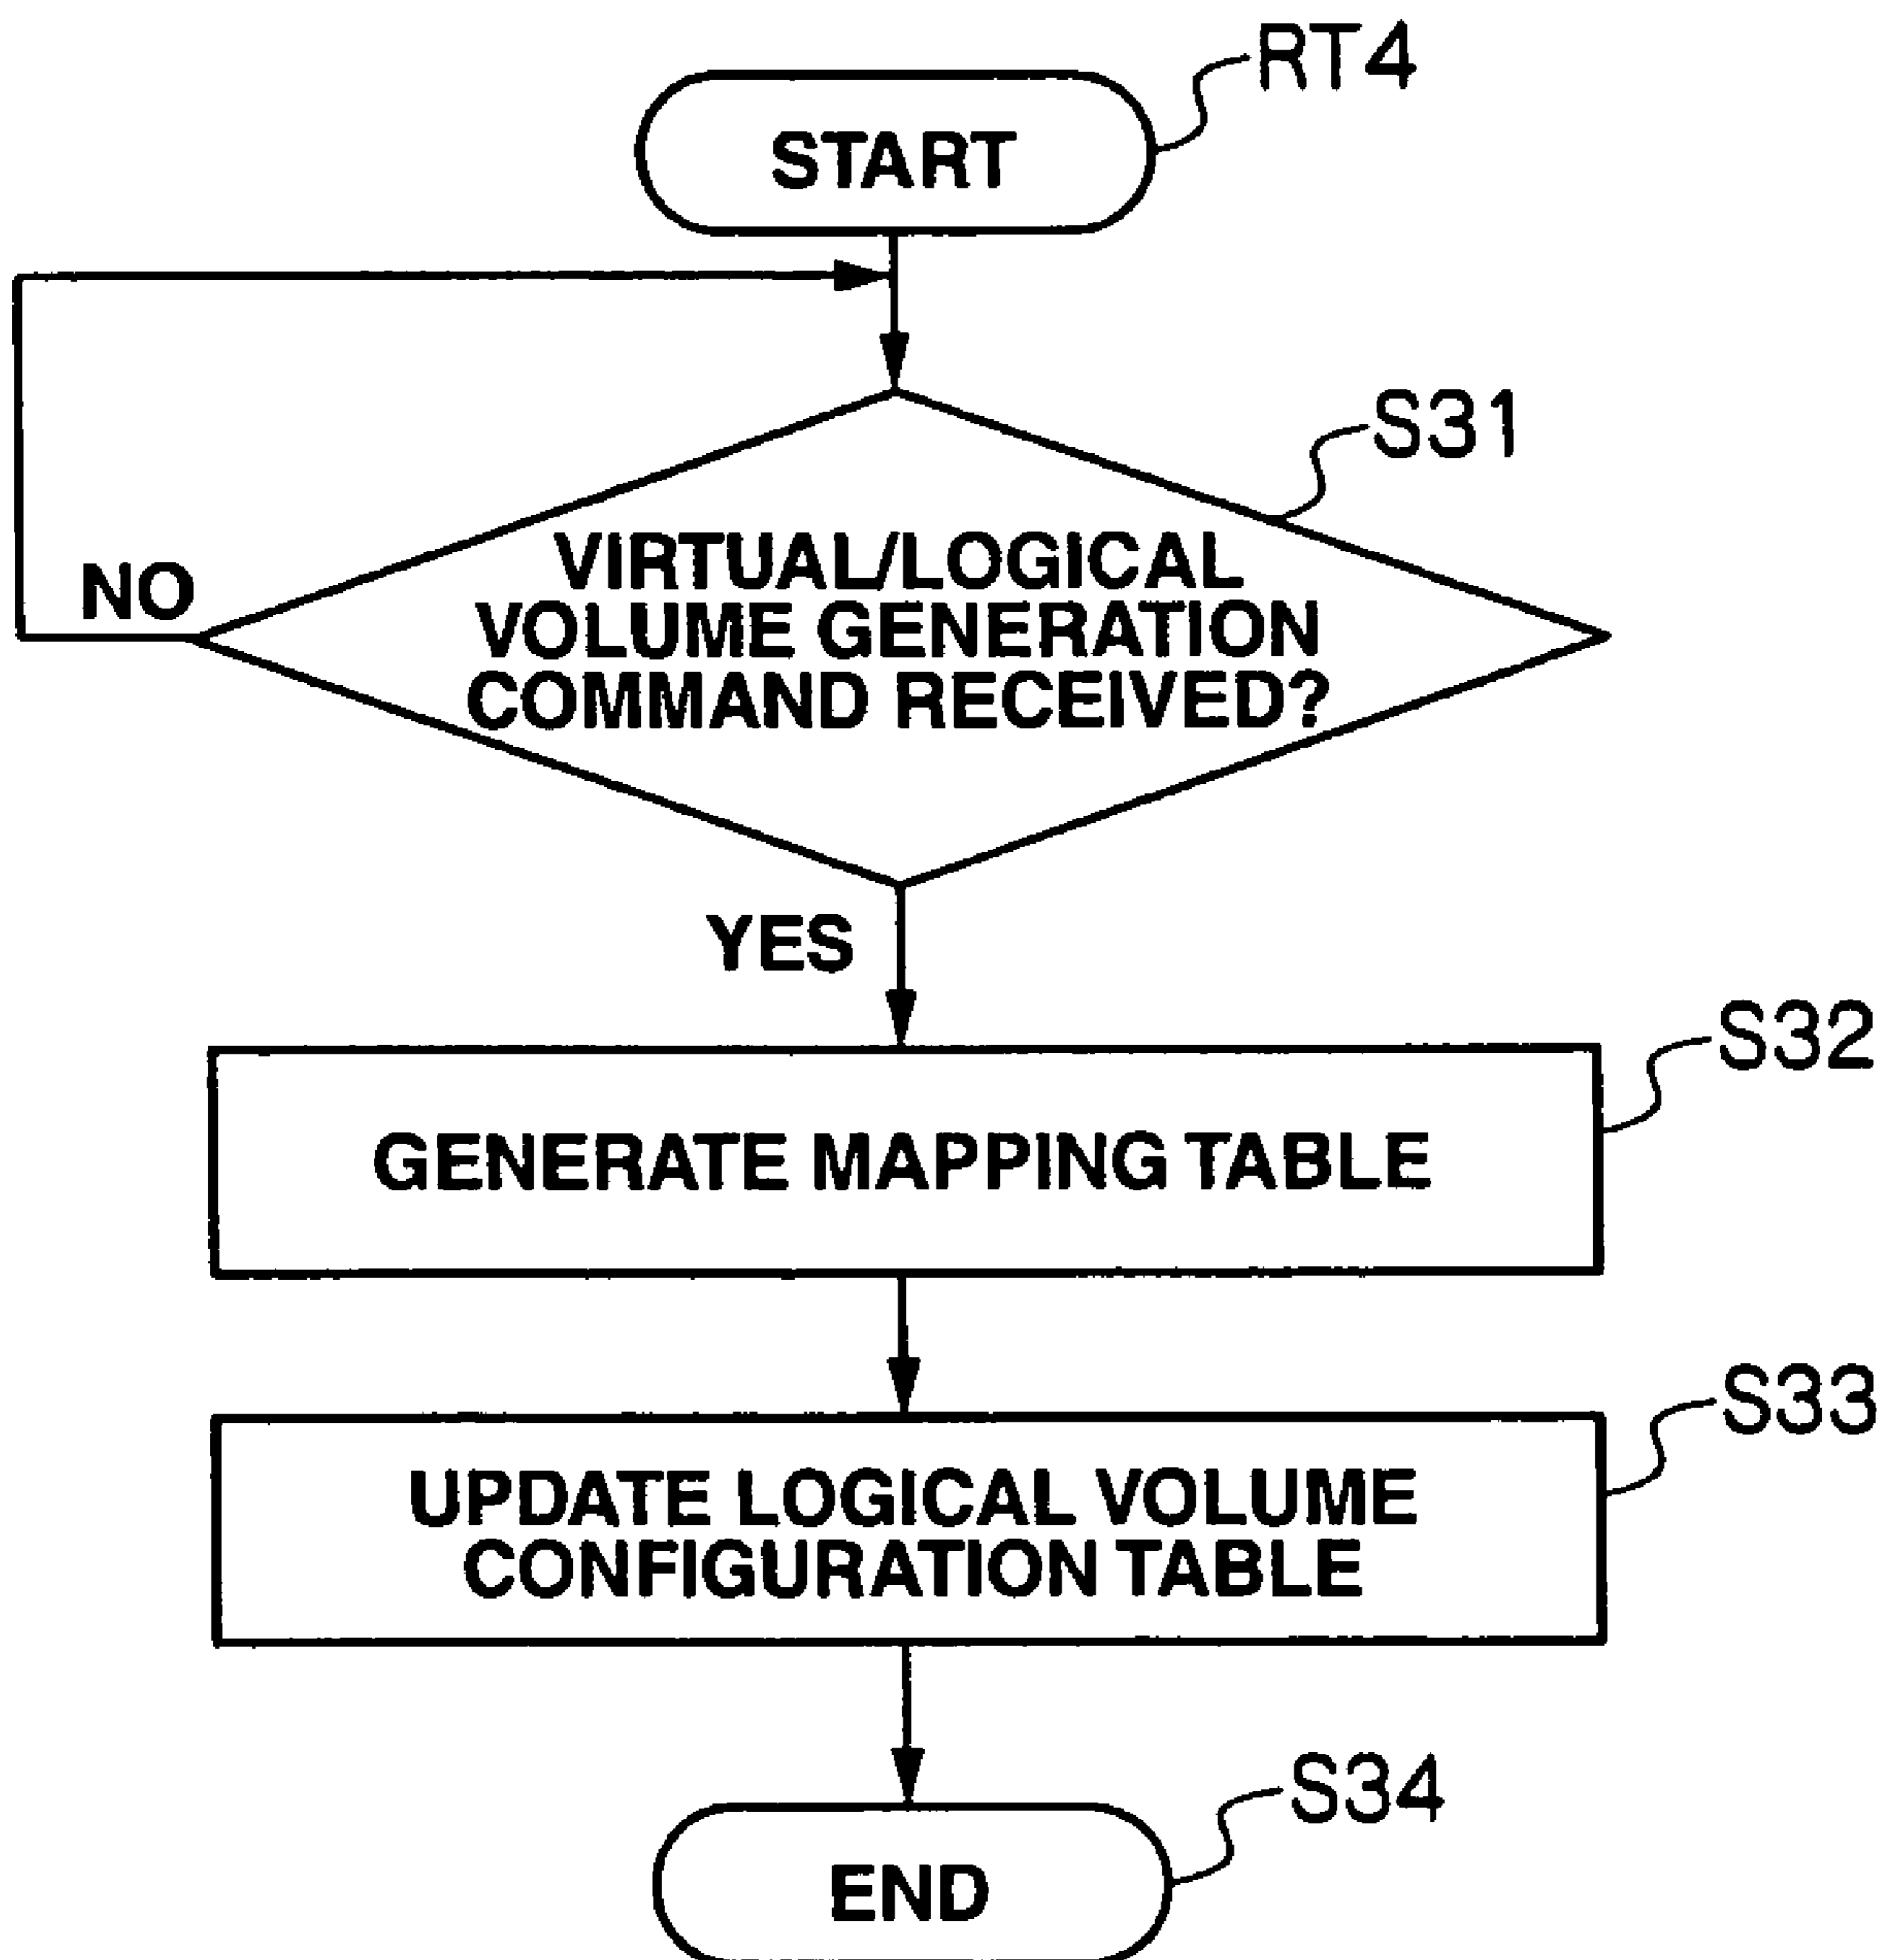 RT4
START
S31
VIRTUAL/LOGICAL
VOLUME GENERATION
COMMAND RECEIVED?
NO
YES
S32
GENERATE MAPPING TABLE
S33
UPDATE LOGICAL VOLUME
CONFIGURATION TABLE
S34
END